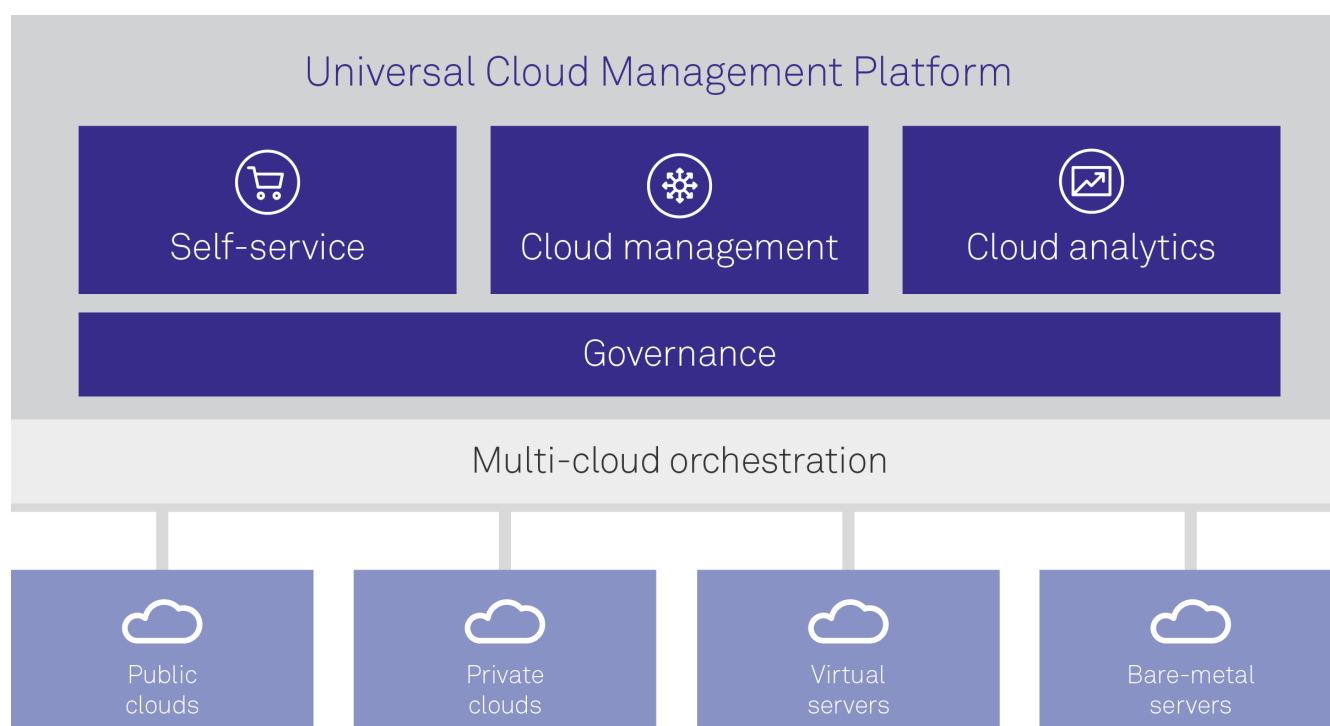 Universal Cloud Management Platform
Self-service
Cloud management
Cloud analytics
Governance
Multi-cloud orchestration
Public
clouds
Private
clouds
Virtual
servers
Bare-metal
servers